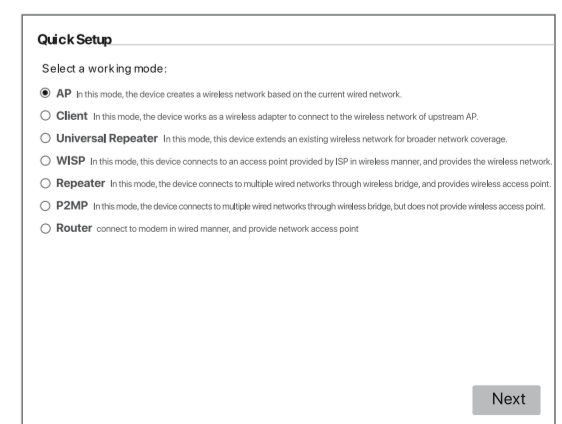 Quick Setup
Select a working mode:
AP In this mode, the device creates a wireless network based on the current wired network.
Client In this mode, the device works as a wireless adapter to connect to the wireless network of upstream AP.
Universal Repeater In this mode, this device extends an existing wireless network for broader network coverage.
WISP In this mode, this device connects to an access point provided by ISP in wireless manner, and provides the wireless network.
Repeater In this mode, the device connects to multiple wired networks through wireless bridge, and provides wireless access point.
P2MP In this mode, the device connects to multiple wired networks through wireless bridge, but does not provide wireless access point.
Router connect to modem in wired manner, and provide network access point
Next